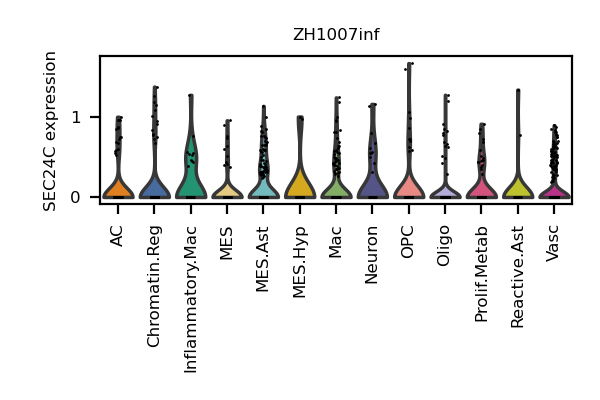 ZH1007inf
SEC24C expression
1
0
AC
Chromatin.Reg
Inflammatory.Mac
MES
MES.Ast
MES.Hyp
Mac
Neuron
OPC
Oligo
Prolif.Metab
Reactive.Ast
Vasc